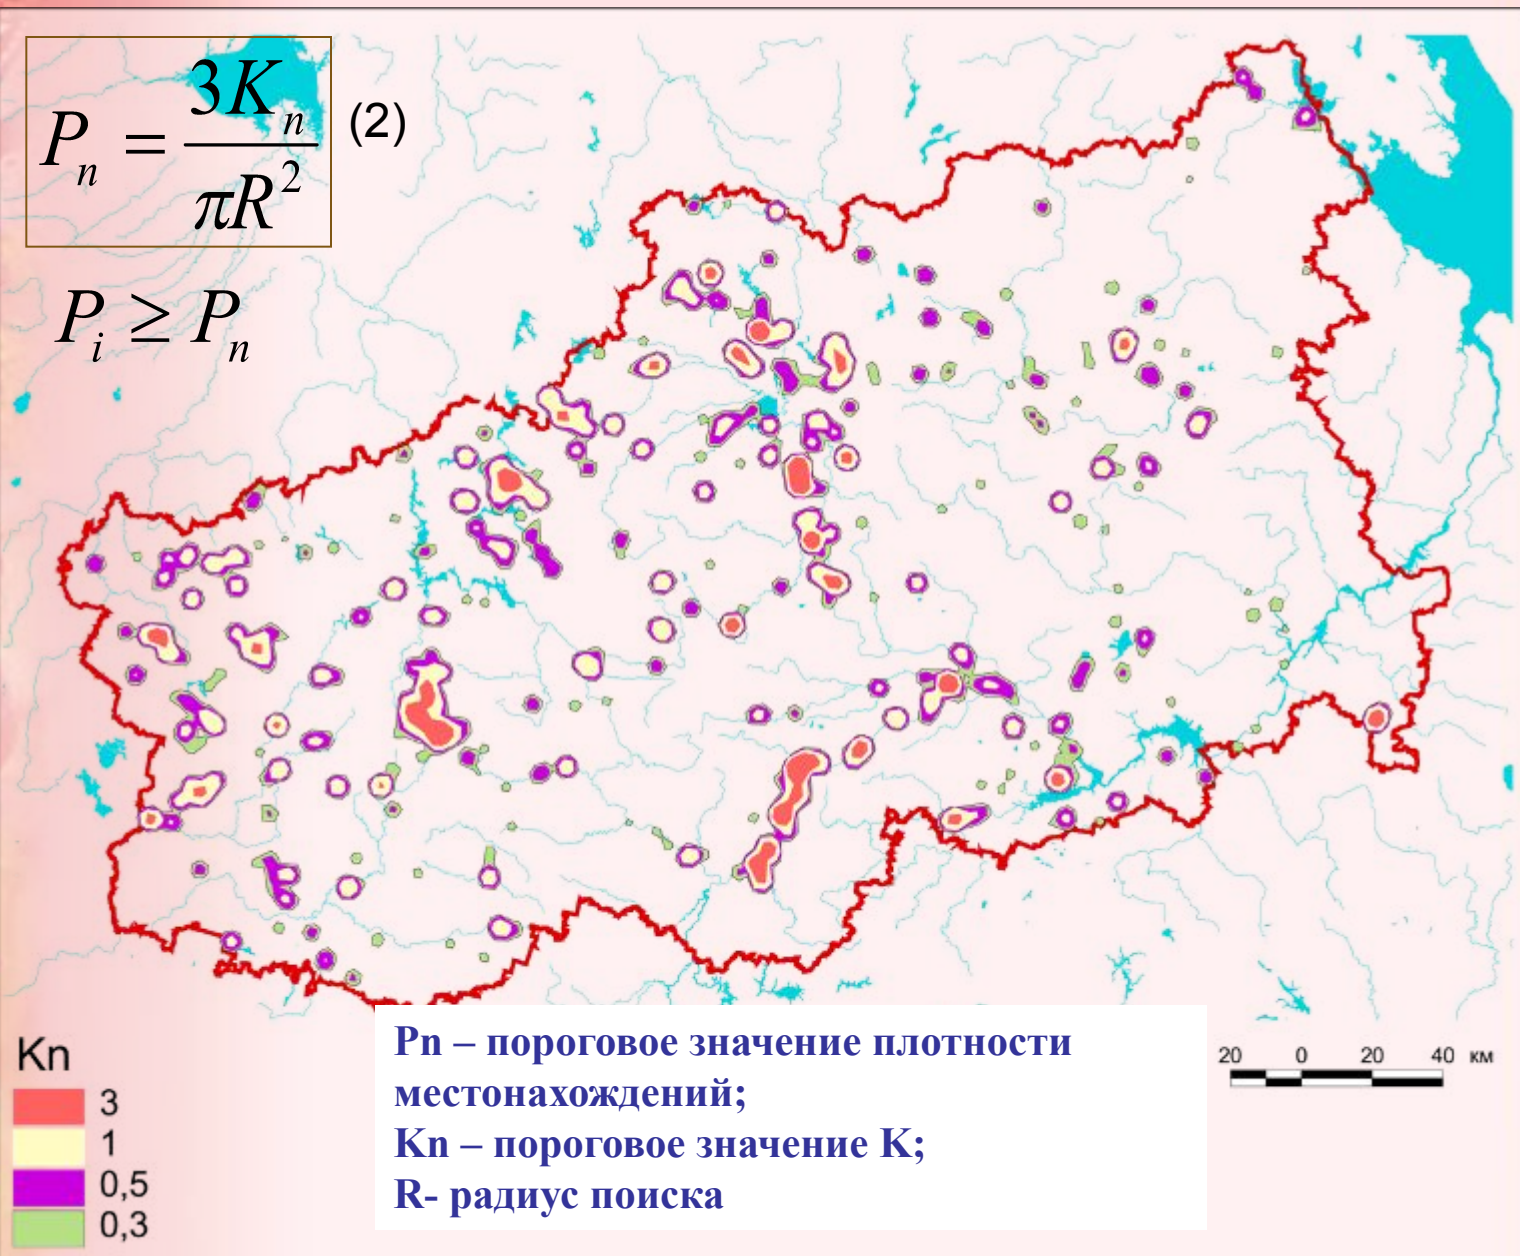 Pn = 3Kn / πR² (2)
Pi ≥ Pn
Pn – пороговое значение плотности
местонахождений;
Kn – пороговое значение K;
R- радиус поиска
Kn
3
1
0,5
0,3
20 0 20 40 км